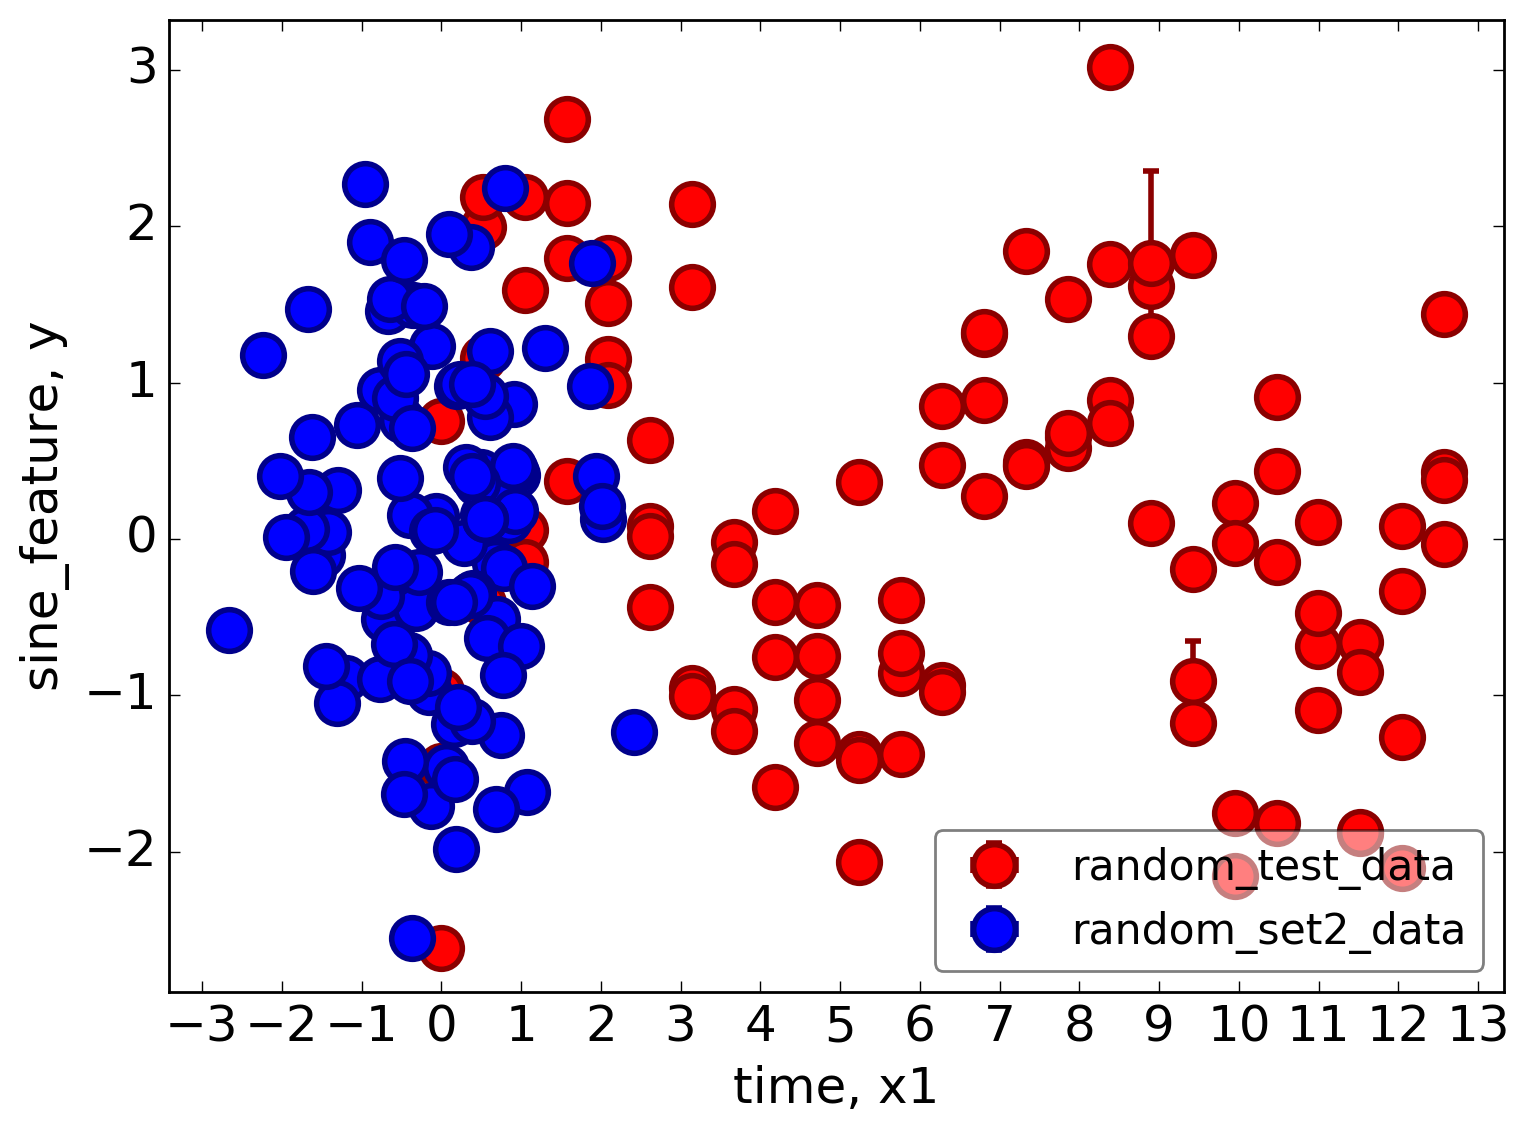 sine_feature, y
3
2
1
0
−1
−2
random_test_data
random_set2_data
−3 −2 −1 0 1 2 3 4 5 6 7 8 9 10 11 12 13
time, x1